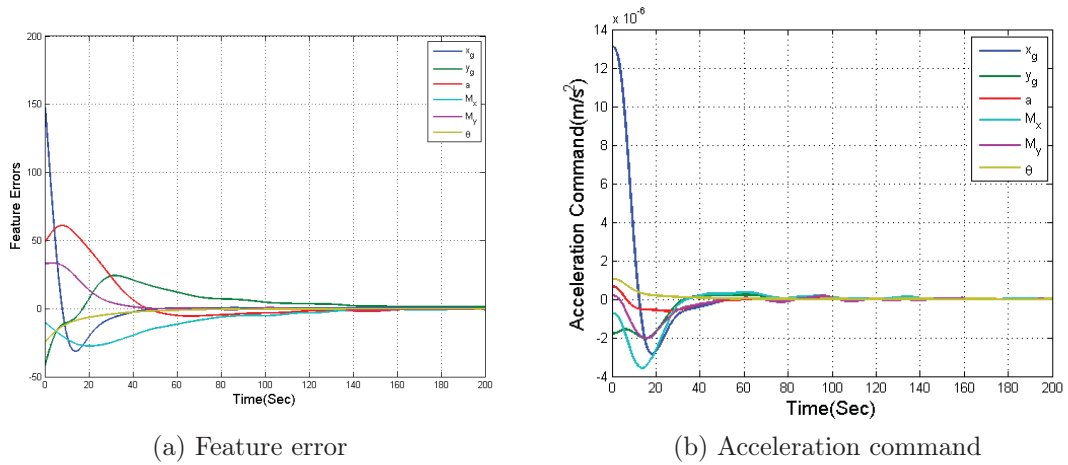 200
150
100
50
0
-50
0 20 40 60 80 100 120 140 160 180 200
Feature Errors
Time(Sec)
x_g
y_g
a
M_x
M_y
θ
(a) Feature error
14 x 10^-6
12
10
8
6
4
2
0
-2
-4
0 20 40 60 80 100 120 140 160 180 200
Acceleration Command(m/s²)
Time(Sec)
x_g
y_g
a
M_x
M_y
θ
(b) Acceleration command